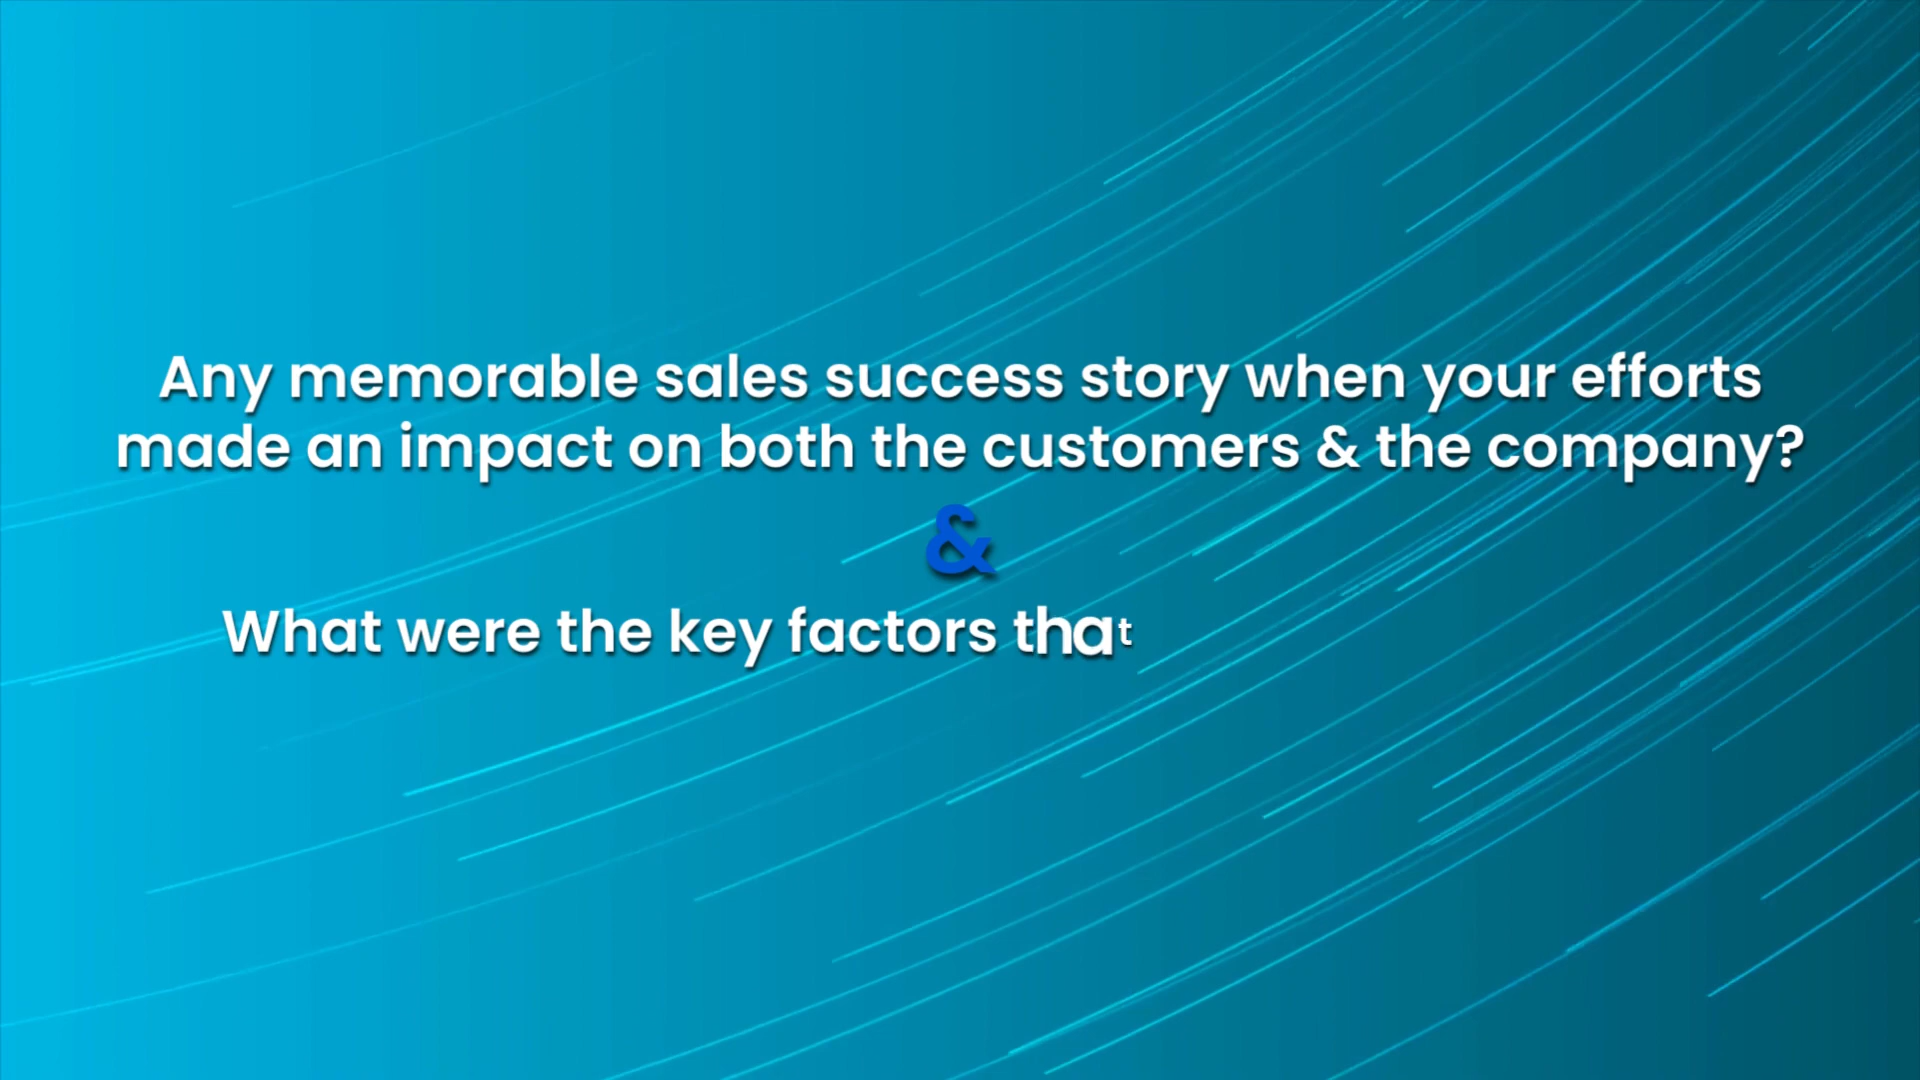 Any memorable sales success story when your efforts
made an impact on both the customers & the company?
&
What were the key factors that